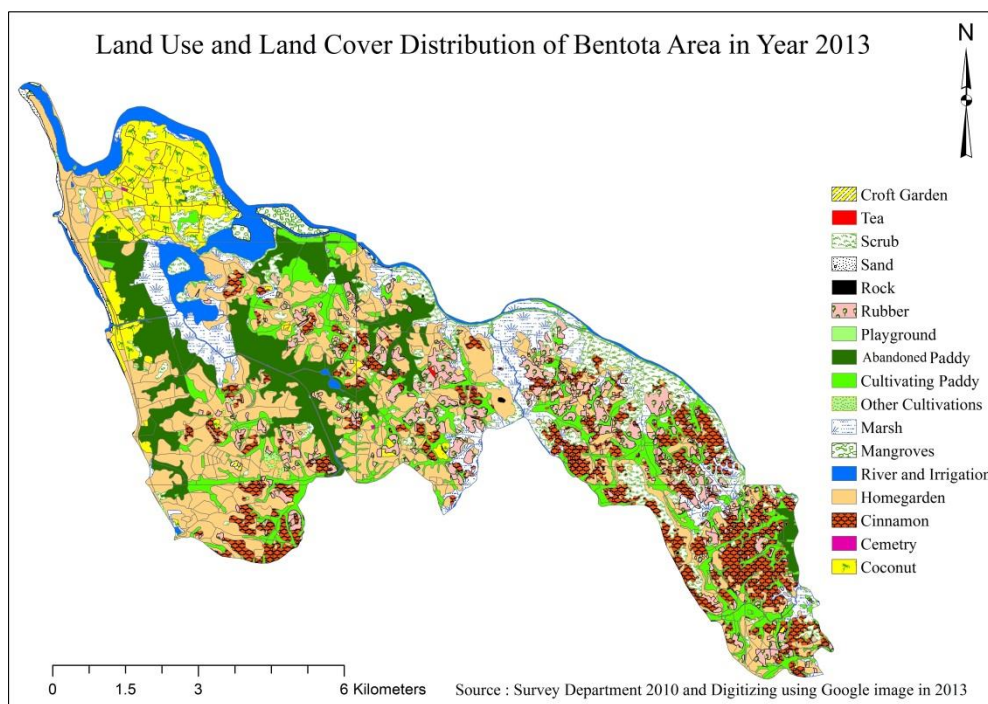 Land Use and Land Cover Distribution of Bentota Area in Year 2013
N
Croft Garden
Tea
Scrub
Sand
Rock
Rubber
Playground
Abandoned Paddy
Cultivating Paddy
Other Cultivations
Marsh
Mangroves
River and Irrigation
Homegarden
Cinnamon
Cemetry
Coconut
0 1.5 3 6 Kilometers
Source : Survey Department 2010 and Digitizing using Google image in 2013